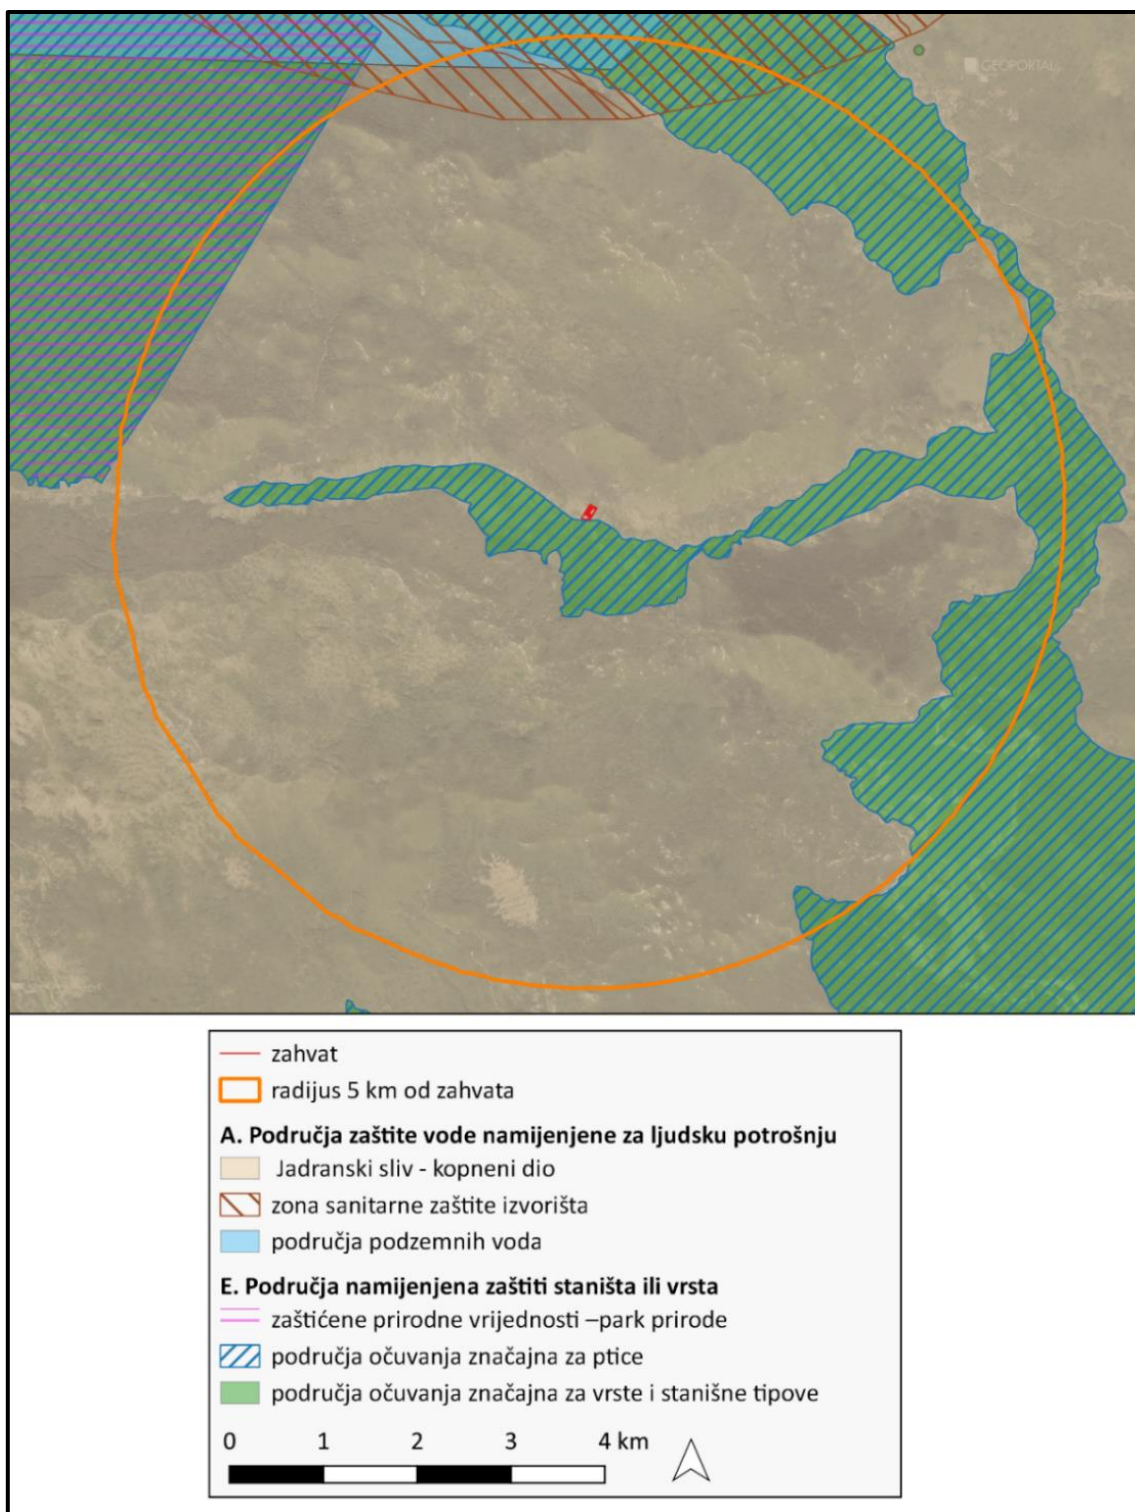 GEOPORTAL
zahvat
radijus 5 km od zahvata
A. Područja zaštite vode namijenjene za ljudsku potrošnju
Jadranski sliv - kopneni dio
zona sanitarne zaštite izvorišta
područja podzemnih voda
E. Područja namijenjena zaštiti staništa ili vrsta
zaštićene prirodne vrijednosti –park prirode
područja očuvanja značajna za ptice
područja očuvanja značajna za vrste i stanišne tipove
0 1 2 3 4 km